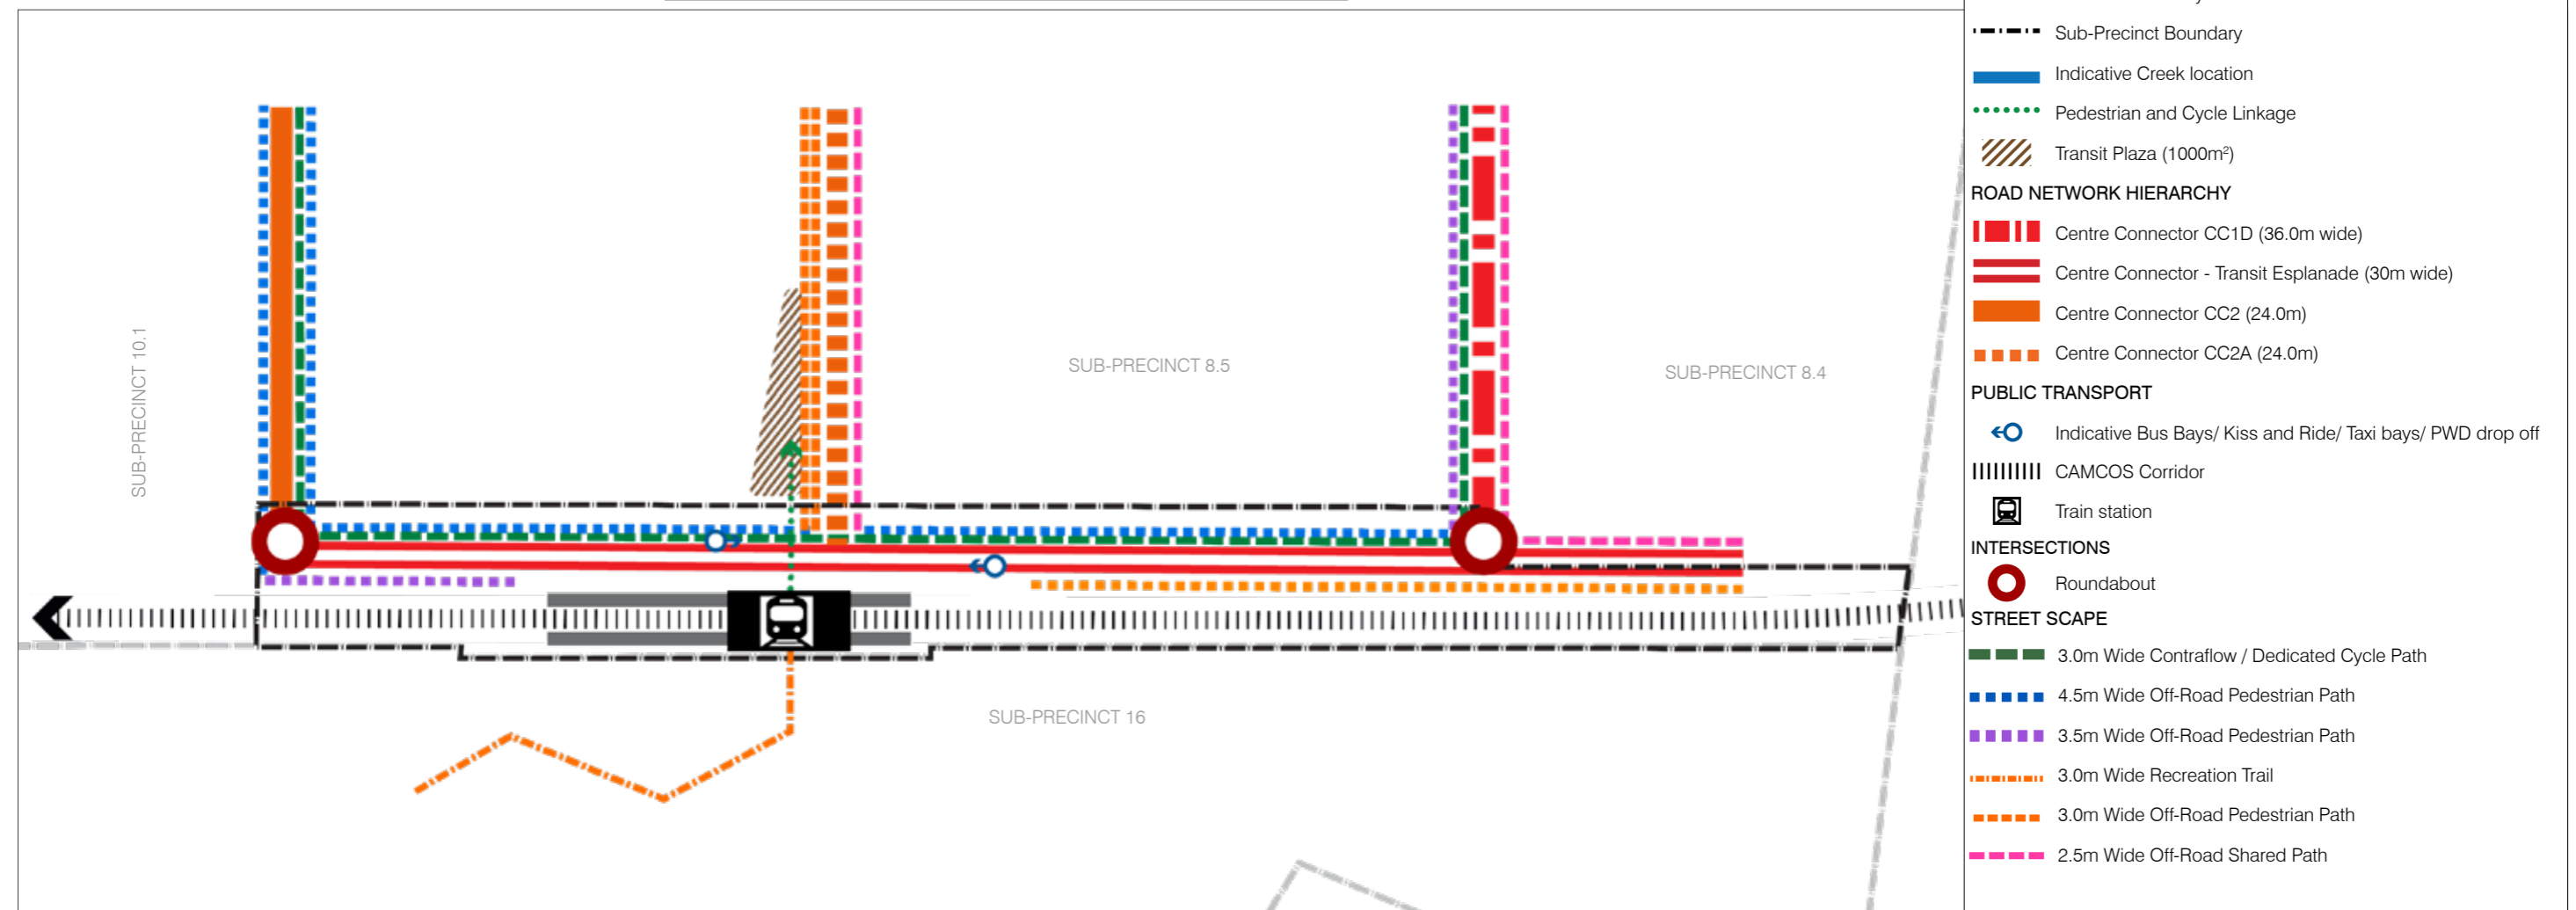 Sub-Precinct Boundary
Indicative Creek location
Pedestrian and Cycle Linkage
Transit Plaza (1000m²)
ROAD NETWORK HIERARCHY
Centre Connector CC1D (36.0m wide)
Centre Connector - Transit Esplanade (30m wide)
Centre Connector CC2 (24.0m)
Centre Connector CC2A (24.0m)
PUBLIC TRANSPORT
Indicative Bus Bays/ Kiss and Ride/ Taxi bays/ PWD drop off
CAMCOS Corridor
Train station
INTERSECTIONS
Roundabout
STREET SCAPE
3.0m Wide Contraflow / Dedicated Cycle Path
4.5m Wide Off-Road Pedestrian Path
3.5m Wide Off-Road Pedestrian Path
3.0m Wide Recreation Trail
3.0m Wide Off-Road Pedestrian Path
2.5m Wide Off-Road Shared Path
SUB-PRECINCT 10.1
SUB-PRECINCT 8.5
SUB-PRECINCT 8.4
SUB-PRECINCT 16